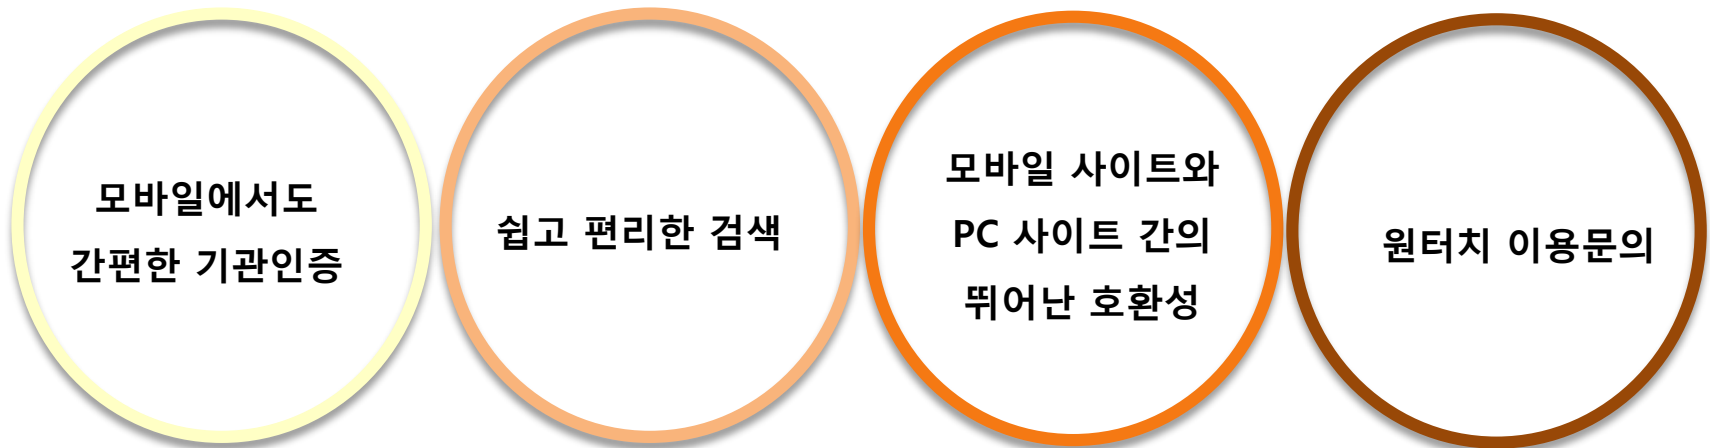 모바일에서도
간편한 기관인증
쉽고 편리한 검색
모바일 사이트와
PC 사이트 간의
뛰어난 호환성
원터치 이용문의